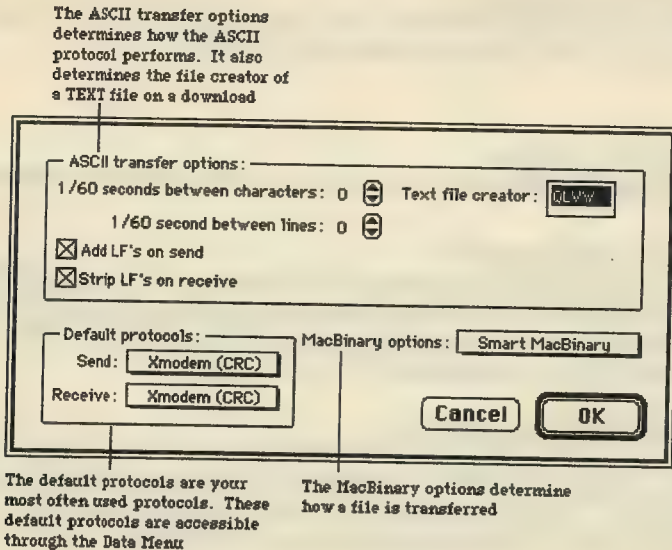 The ASCII transfer options
determines how the ASCII
protocol performs. It also
determines the file creator of
a TEXT file on a download
ASCII transfer options:
1/60 seconds between characters: 0 Text file creator:
1/60 second between lines: 0
Add LF's on send
Strip LF's on receive
Default protocols:
Send: Xmodem (CRC)
Receive: Xmodem (CRC)
MacBinary options: Smart MacBinary
Cancel OK
The default protocols are your
most often used protocols. These
default protocols are accessible
through the Data Menu
The MacBinary options determine
how a file is transferred